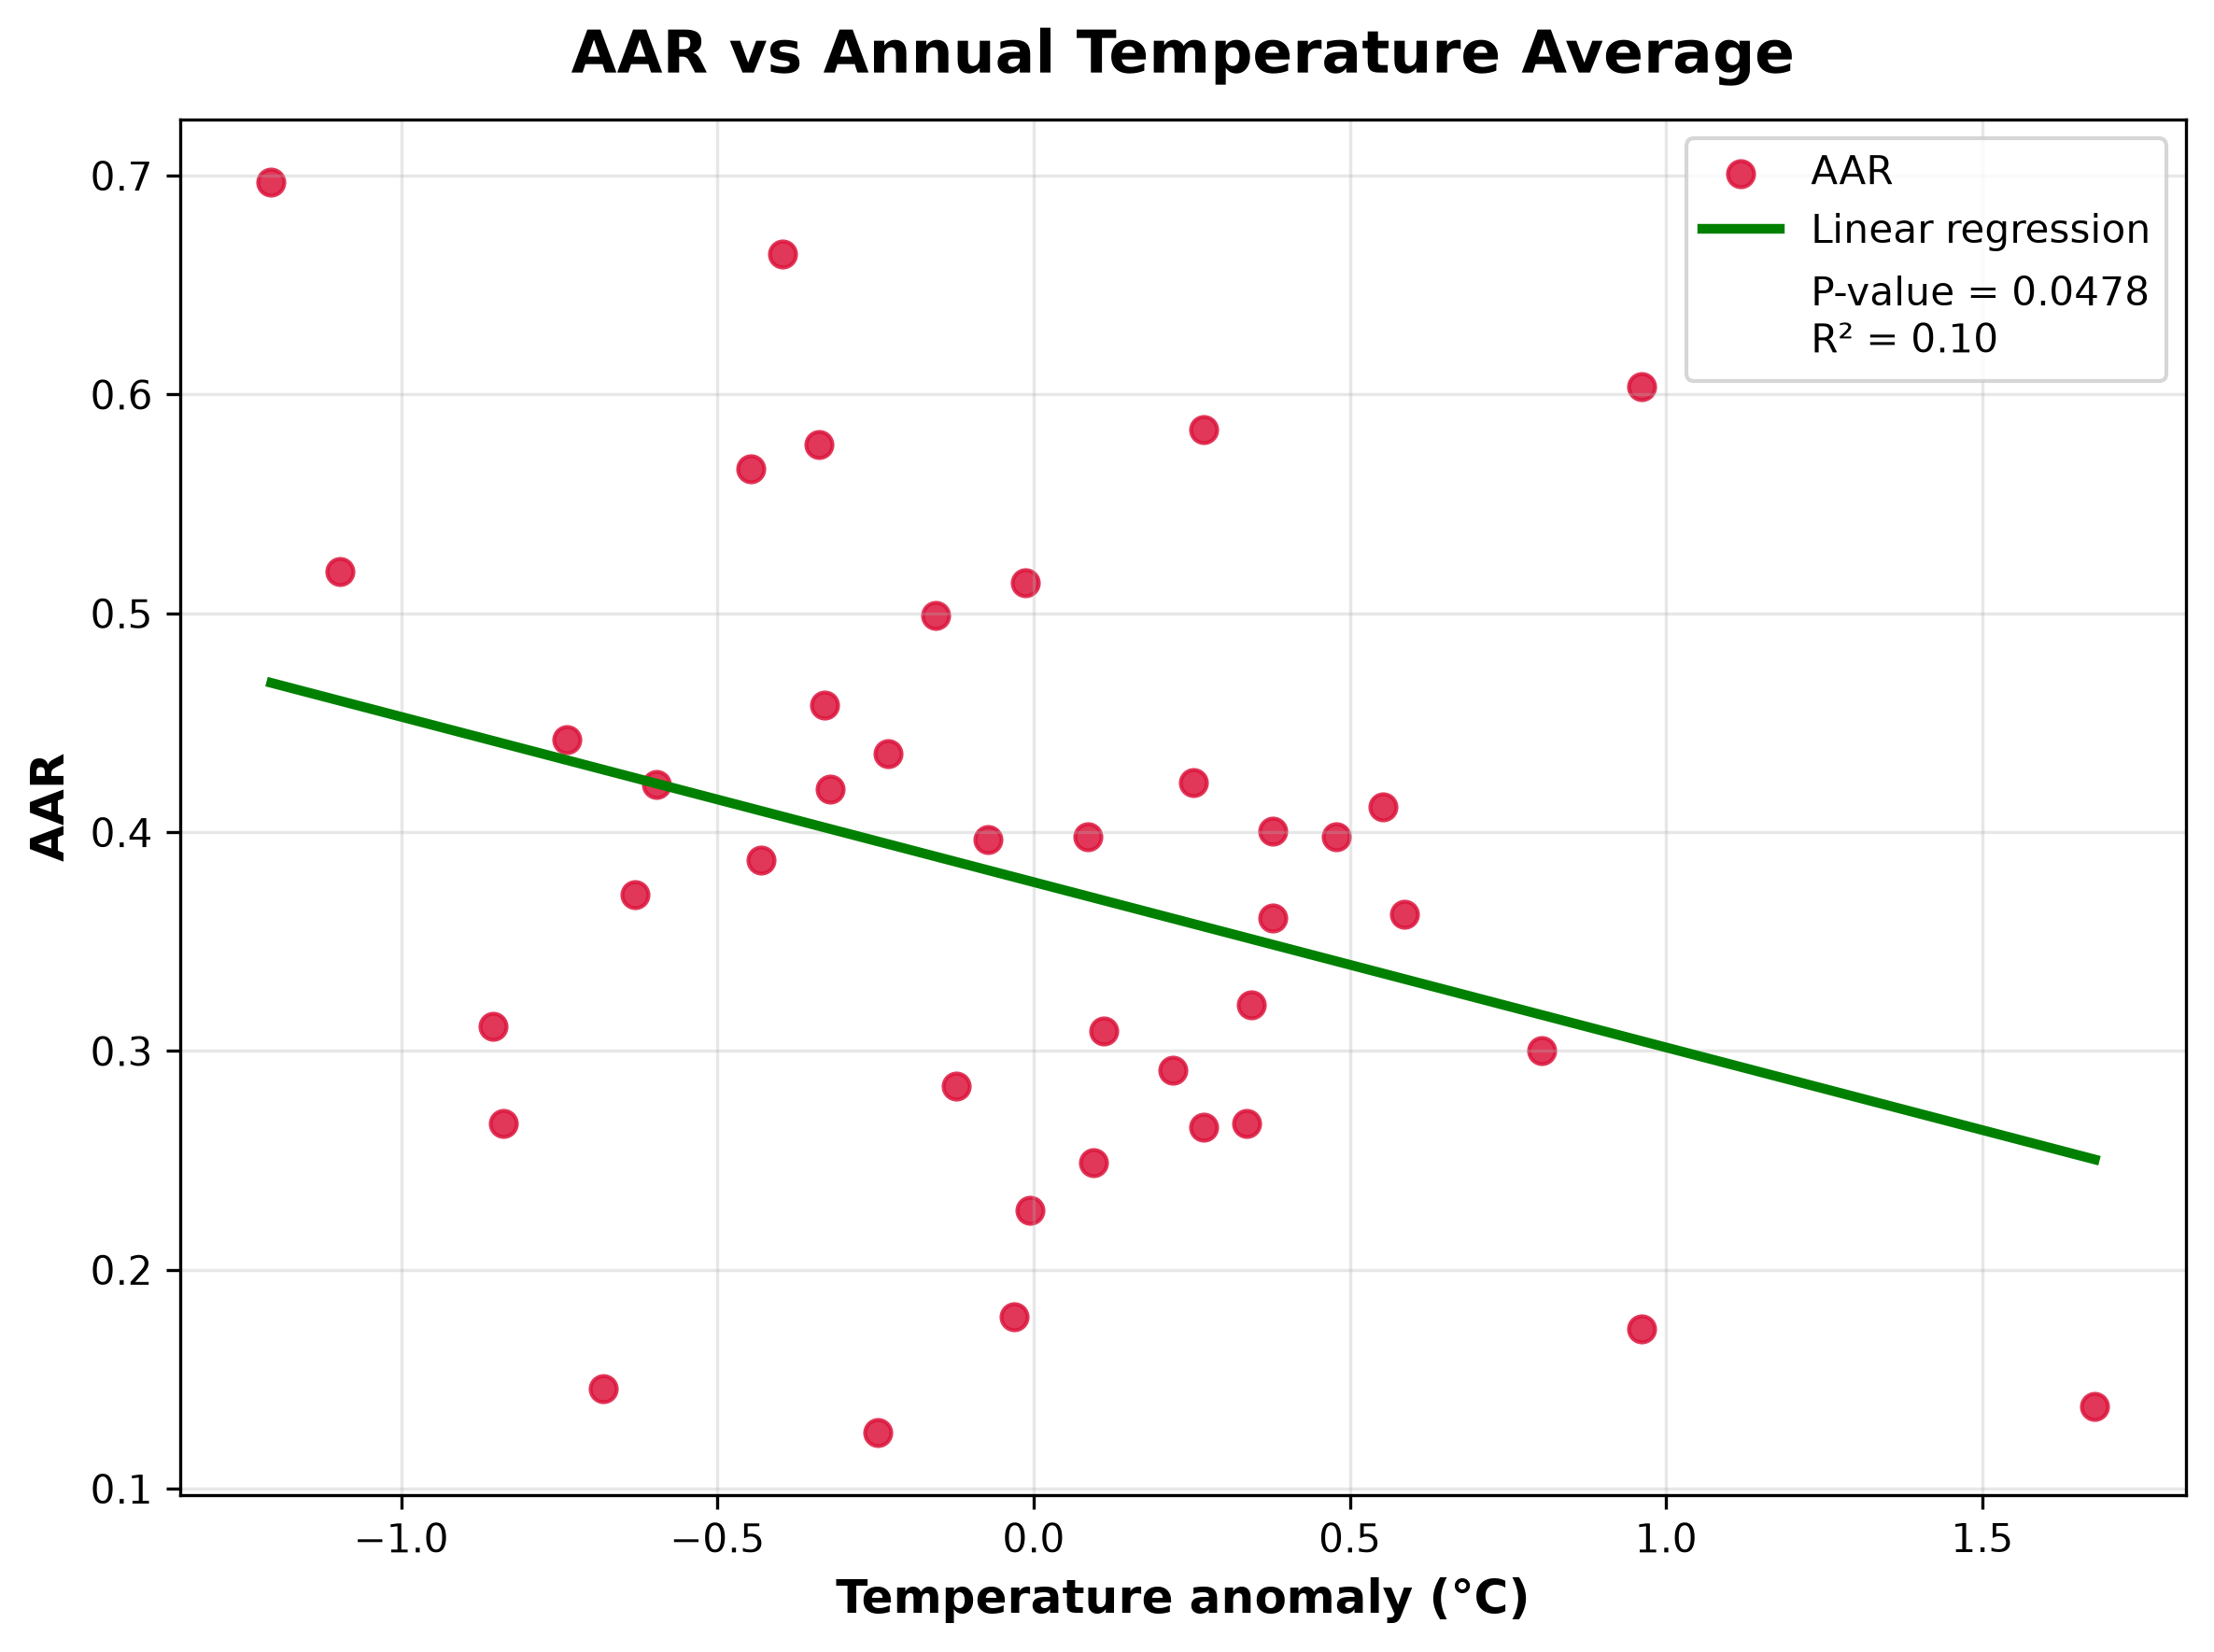 AAR vs Annual Temperature Average
AAR
Linear regression
P-value = 0.0478
R² = 0.10
0.7
0.6
0.5
0.4
0.3
0.2
0.1
AAR
−1.0 −0.5 0.0 0.5 1.0 1.5
Temperature anomaly (°C)